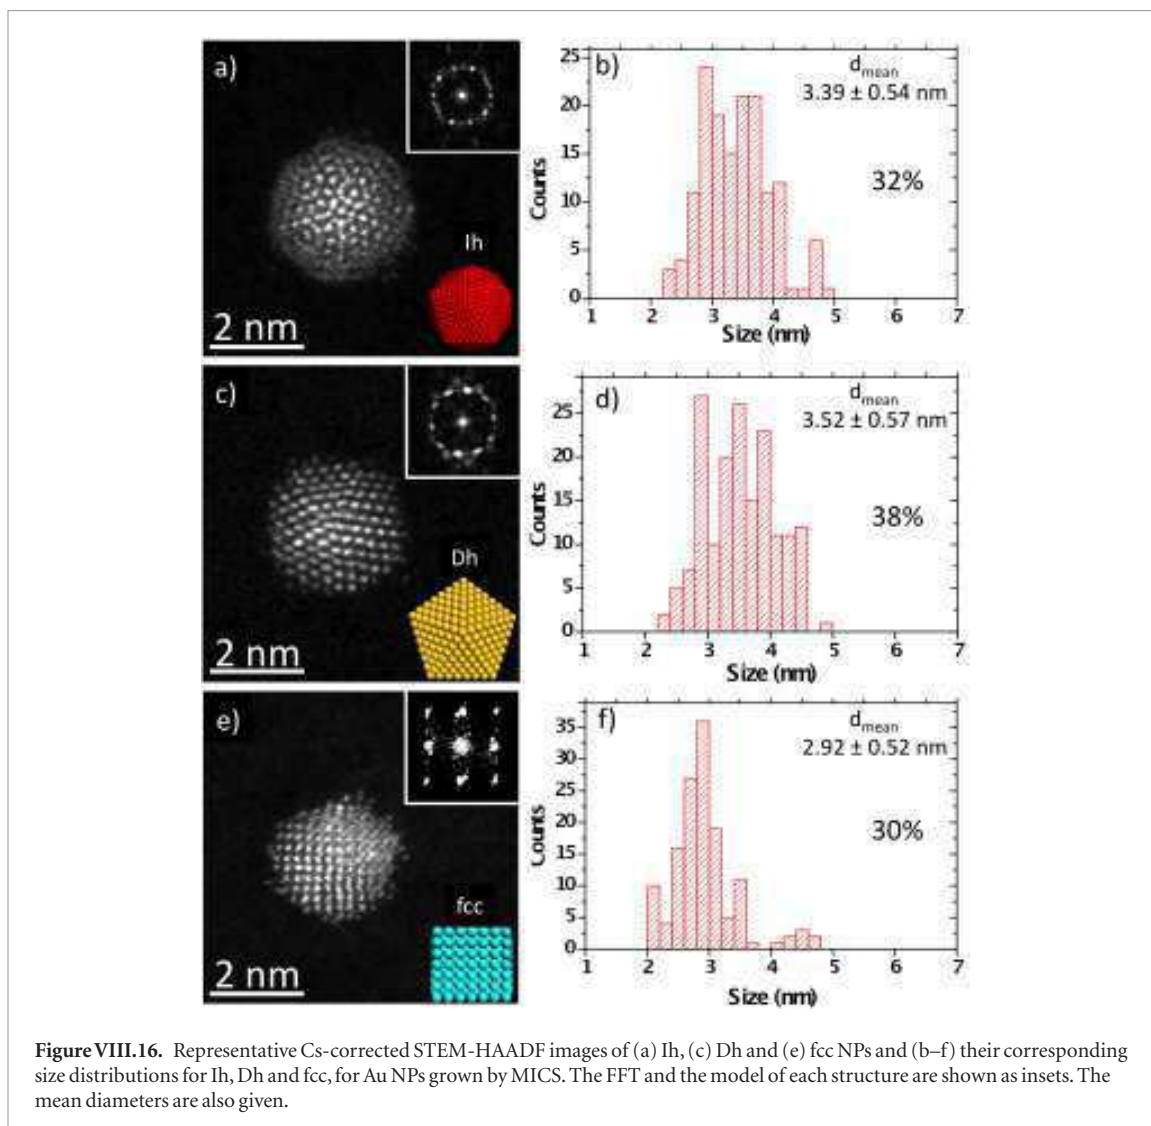 a)
Ih
2 nm
b)
d_mean
3.39 ± 0.54 nm
32%
Counts
25
20
15
10
5
0
1 2 3 4 5 6 7
Size (nm)
c)
Dh
2 nm
d)
d_mean
3.52 ± 0.57 nm
38%
Counts
25
20
15
10
5
0
1 2 3 4 5 6 7
Size (nm)
e)
fcc
2 nm
f)
d_mean
2.92 ± 0.52 nm
30%
Counts
35
30
25
20
15
10
5
0
1 2 3 4 5 6 7
Size (nm)
Figure VIII.16. Representative Cs-corrected STEM-HAADF images of (a) Ih, (c) Dh and (e) fcc NPs and (b–f) their corresponding
size distributions for Ih, Dh and fcc, for Au NPs grown by MICS. The FFT and the model of each structure are shown as insets. The
mean diameters are also given.